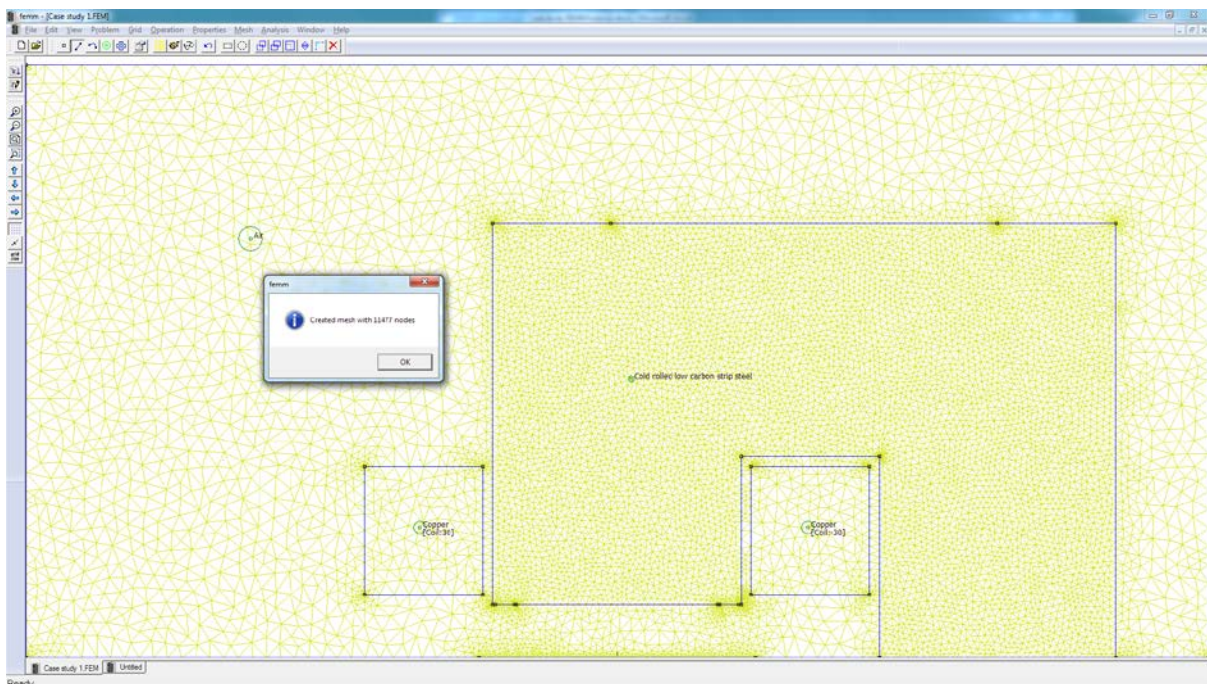 femm - [Case study 1.FEM]
File Edit View Problem Grid Operation Properties Mesh Analysis Window Help
Air
femm
Created mesh with 11477 nodes
OK
Cold rolled low carbon strip steel
Copper
[Coil:30]
Copper
[Coil:-30]
Case study 1.FEM
Untitled
Ready